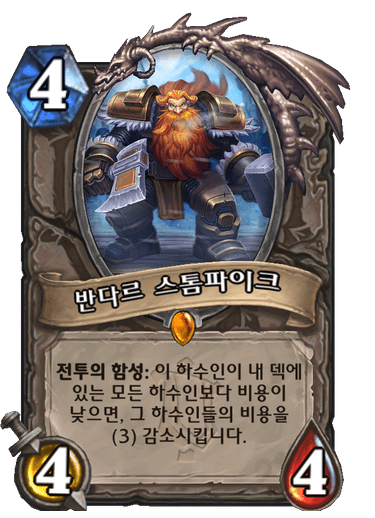 4
반다르 스톰파이크
전투의 함성: 이 하수인이 내 덱에
있는 모든 하수인보다 비용이
낮으면, 그 하수인들의 비용을
(3) 감소시킵니다.
4
4